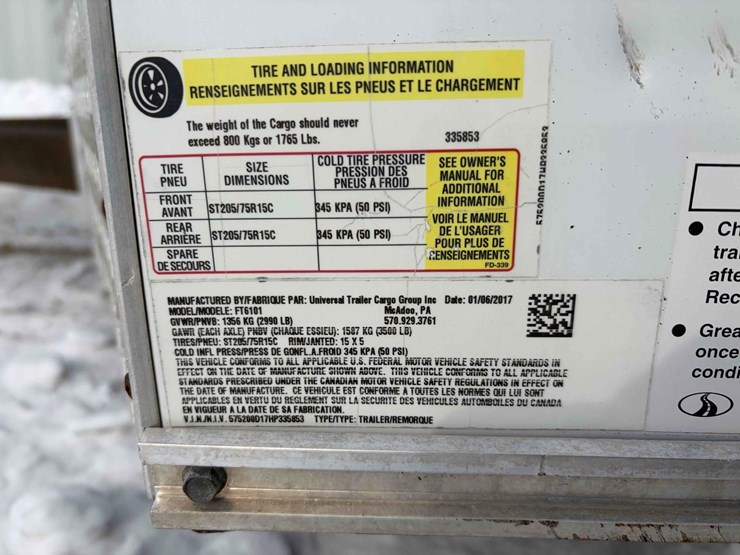 TIRE AND LOADING INFORMATION
RENSEIGNEMENTS SUR LES PNEUS ET LE CHARGEMENT
The weight of the Cargo should never
exceed 800 Kgs or 1765 Lbs.
335853
TIRE PNEU
SIZE DIMENSIONS
COLD TIRE PRESSURE
PRESSION DES
PNEUS A FROID
SEE OWNER'S
MANUAL FOR
ADDITIONAL
INFORMATION
VOIR LE MANUEL
DE L'USAGER
POUR PLUS DE
RENSEIGNEMENTS
FD-339
FRONT AVANT ST205/75R15C 345 KPA (50 PSI)
REAR ARRIÈRE ST205/75R15C 345 KPA (50 PSI)
SPARE DE SECOURS
MANUFACTURED BY/FABRIQUE PAR: Universal Trailer Cargo Group Inc Date: 01/06/2017
MODEL/MODELE: FT6101 McAdoo, PA
GVWR/PNVB: 1356 KG (2990 LB) 570.929.3761
GAWR (EACH AXLE) PNBV (CHAQUE ESSIEU): 1587 KG (3500 LB)
TIRES/PNEU: ST205/75R15C RIM/JANTED: 15 X 5
COLD INFL PRESS/PRESS DE GONFL.A.FROID 345 KPA (50 PSI)
THIS VEHICLE CONFORMS TO ALL APPLICABLE U.S. FEDERAL MOTOR VEHICLE SAFETY STANDARDS IN
EFFECT ON THE DATE OF MANUFACTURE SHOWN ABOVE. THIS VEHICLE CONFORMS TO ALL APPLICABLE
STANDARDS PRESCRIBED UNDER THE CANADIAN MOTOR VEHICLE SAFETY REGULATIONS IN EFFECT ON
THE DATE OF MANUFACTURE. CE VEHICULE EST CONFORME A TOUTES LES NORMES QUI LUI SONT
APPLICABLES EN VERTU DU REGLEMENT SUR LA SECURITE DES VEHICULES AUTOMBOILES DU CANADA
EN VIGUEUR A LA DATE DE SA FABRICATION.
V.I.N./N.I.V. 575200D17HP335853 TYPE/TYPE: TRAILER/REMORQUE
Ch
tra
afte
Rec
Grea
once
condi